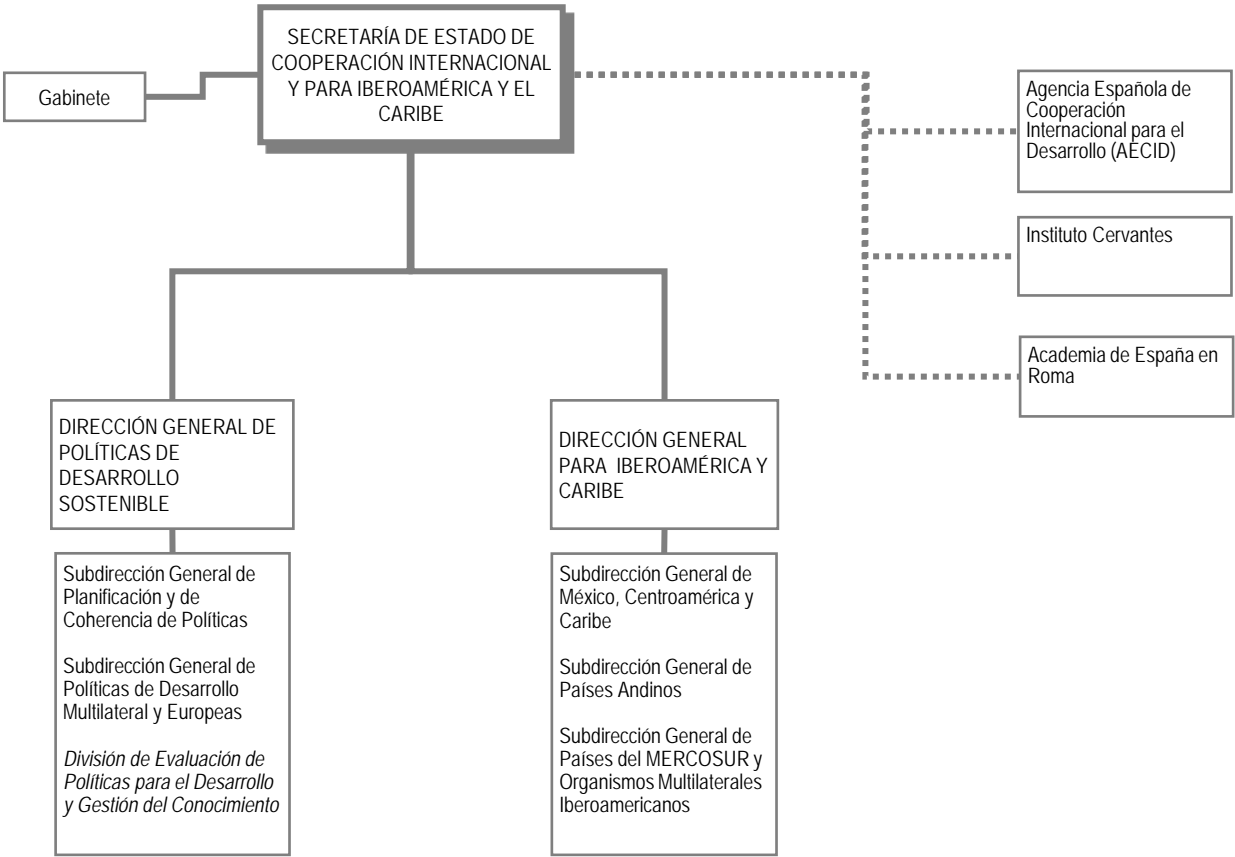 SECRETARÍA DE ESTADO DE
COOPERACIÓN INTERNACIONAL
Y PARA IBEROAMÉRICA Y EL
CARIBE
Gabinete
Agencia Española de
Cooperación
Internacional para el
Desarrollo (AECID)
Instituto Cervantes
Academia de España en
Roma
DIRECCIÓN GENERAL DE
POLÍTICAS DE
DESARROLLO
SOSTENIBLE
Subdirección General de
Planificación y de
Coherencia de Políticas
Subdirección General de
Políticas de Desarrollo
Multilateral y Europeas
División de Evaluación de
Políticas para el Desarrollo
y Gestión del Conocimiento
DIRECCIÓN GENERAL
PARA IBEROAMÉRICA Y
CARIBE
Subdirección General de
México, Centroamérica y
Caribe
Subdirección General de
Países Andinos
Subdirección General de
Países del MERCOSUR y
Organismos Multilaterales
Iberoamericanos